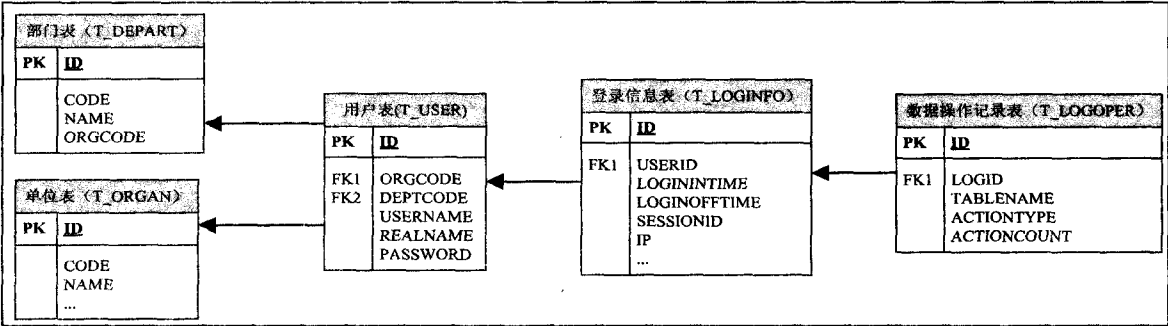 部门表（T_DEPART）
PK ID
CODE
NAME
ORGCODE
单位表（T_ORGAN）
PK ID
CODE
NAME
...
用户表(T_USER)
PK ID
FK1 ORGCODE
FK2 DEPTCODE
USERNAME
REALNAME
PASSWORD
登录信息表（T_LOGINFO）
PK ID
FK1 USERID
LOGININTIME
LOGINOFFTIME
SESSIONID
IP
...
数据操作记录表（T_LOGOPER）
PK ID
FK1 LOGID
TABLENAME
ACTIONTYPE
ACTIONCOUNT